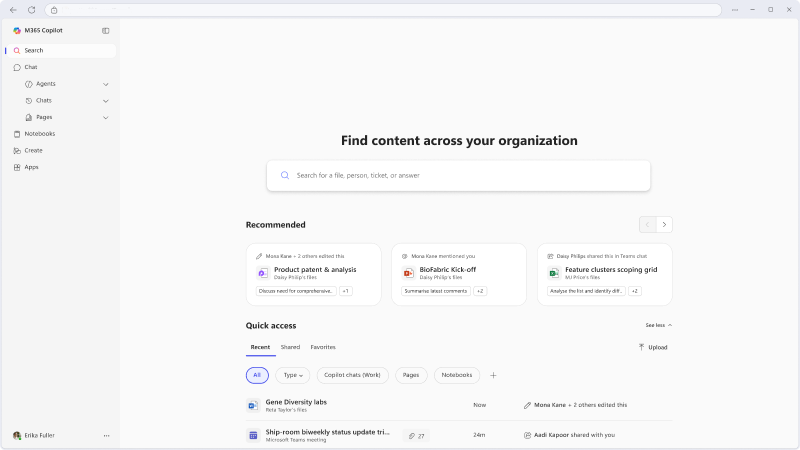 M365 Copilot
Search
Chat
Agents
Chats
Pages
Notebooks
Create
Apps
Erika Fuller
Find content across your organization
Search for a file, person, ticket, or answer
Recommended
Mona Kane + 2 others edited this
Product patent & analysis
Daisy Philip's files
Discuss need for comprehensive..
+1
Mona Kane mentioned you
BioFabric Kick-off
Daisy Philip's files
Summarise latest comments
+2
Daisy Philips shared this in Teams chat
Feature clusters scoping grid
MJ Price's files
Analyse the list and identify diff..
+2
Quick access
See less
Recent Shared Favorites
Upload
All Type Copilot chats (Work) Pages Notebooks
Gene Diversity labs
Reta Taylor's files
Now
Mona Kane + 2 others edited this
Ship-room biweekly status update tri...
Microsoft Teams meeting
27
24m
Aadi Kapoor shared with you